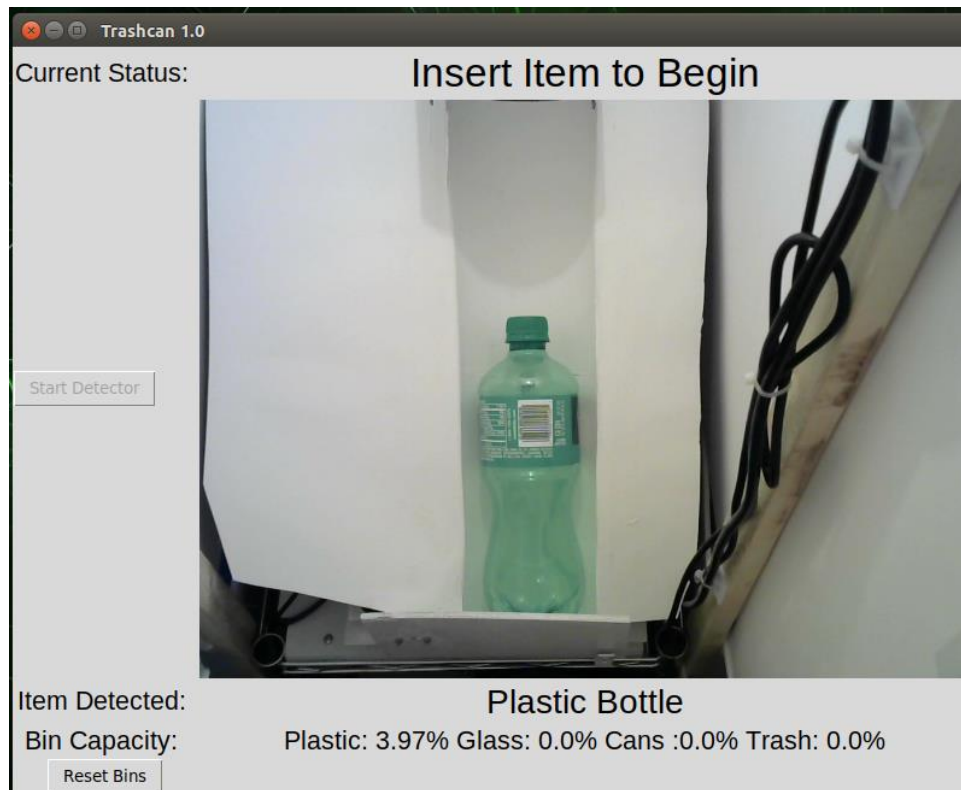 Trashcan 1.0
Current Status:
Insert Item to Begin
Start Detector
Item Detected:
Plastic Bottle
Bin Capacity:
Plastic: 3.97% Glass: 0.0% Cans :0.0% Trash: 0.0%
Reset Bins